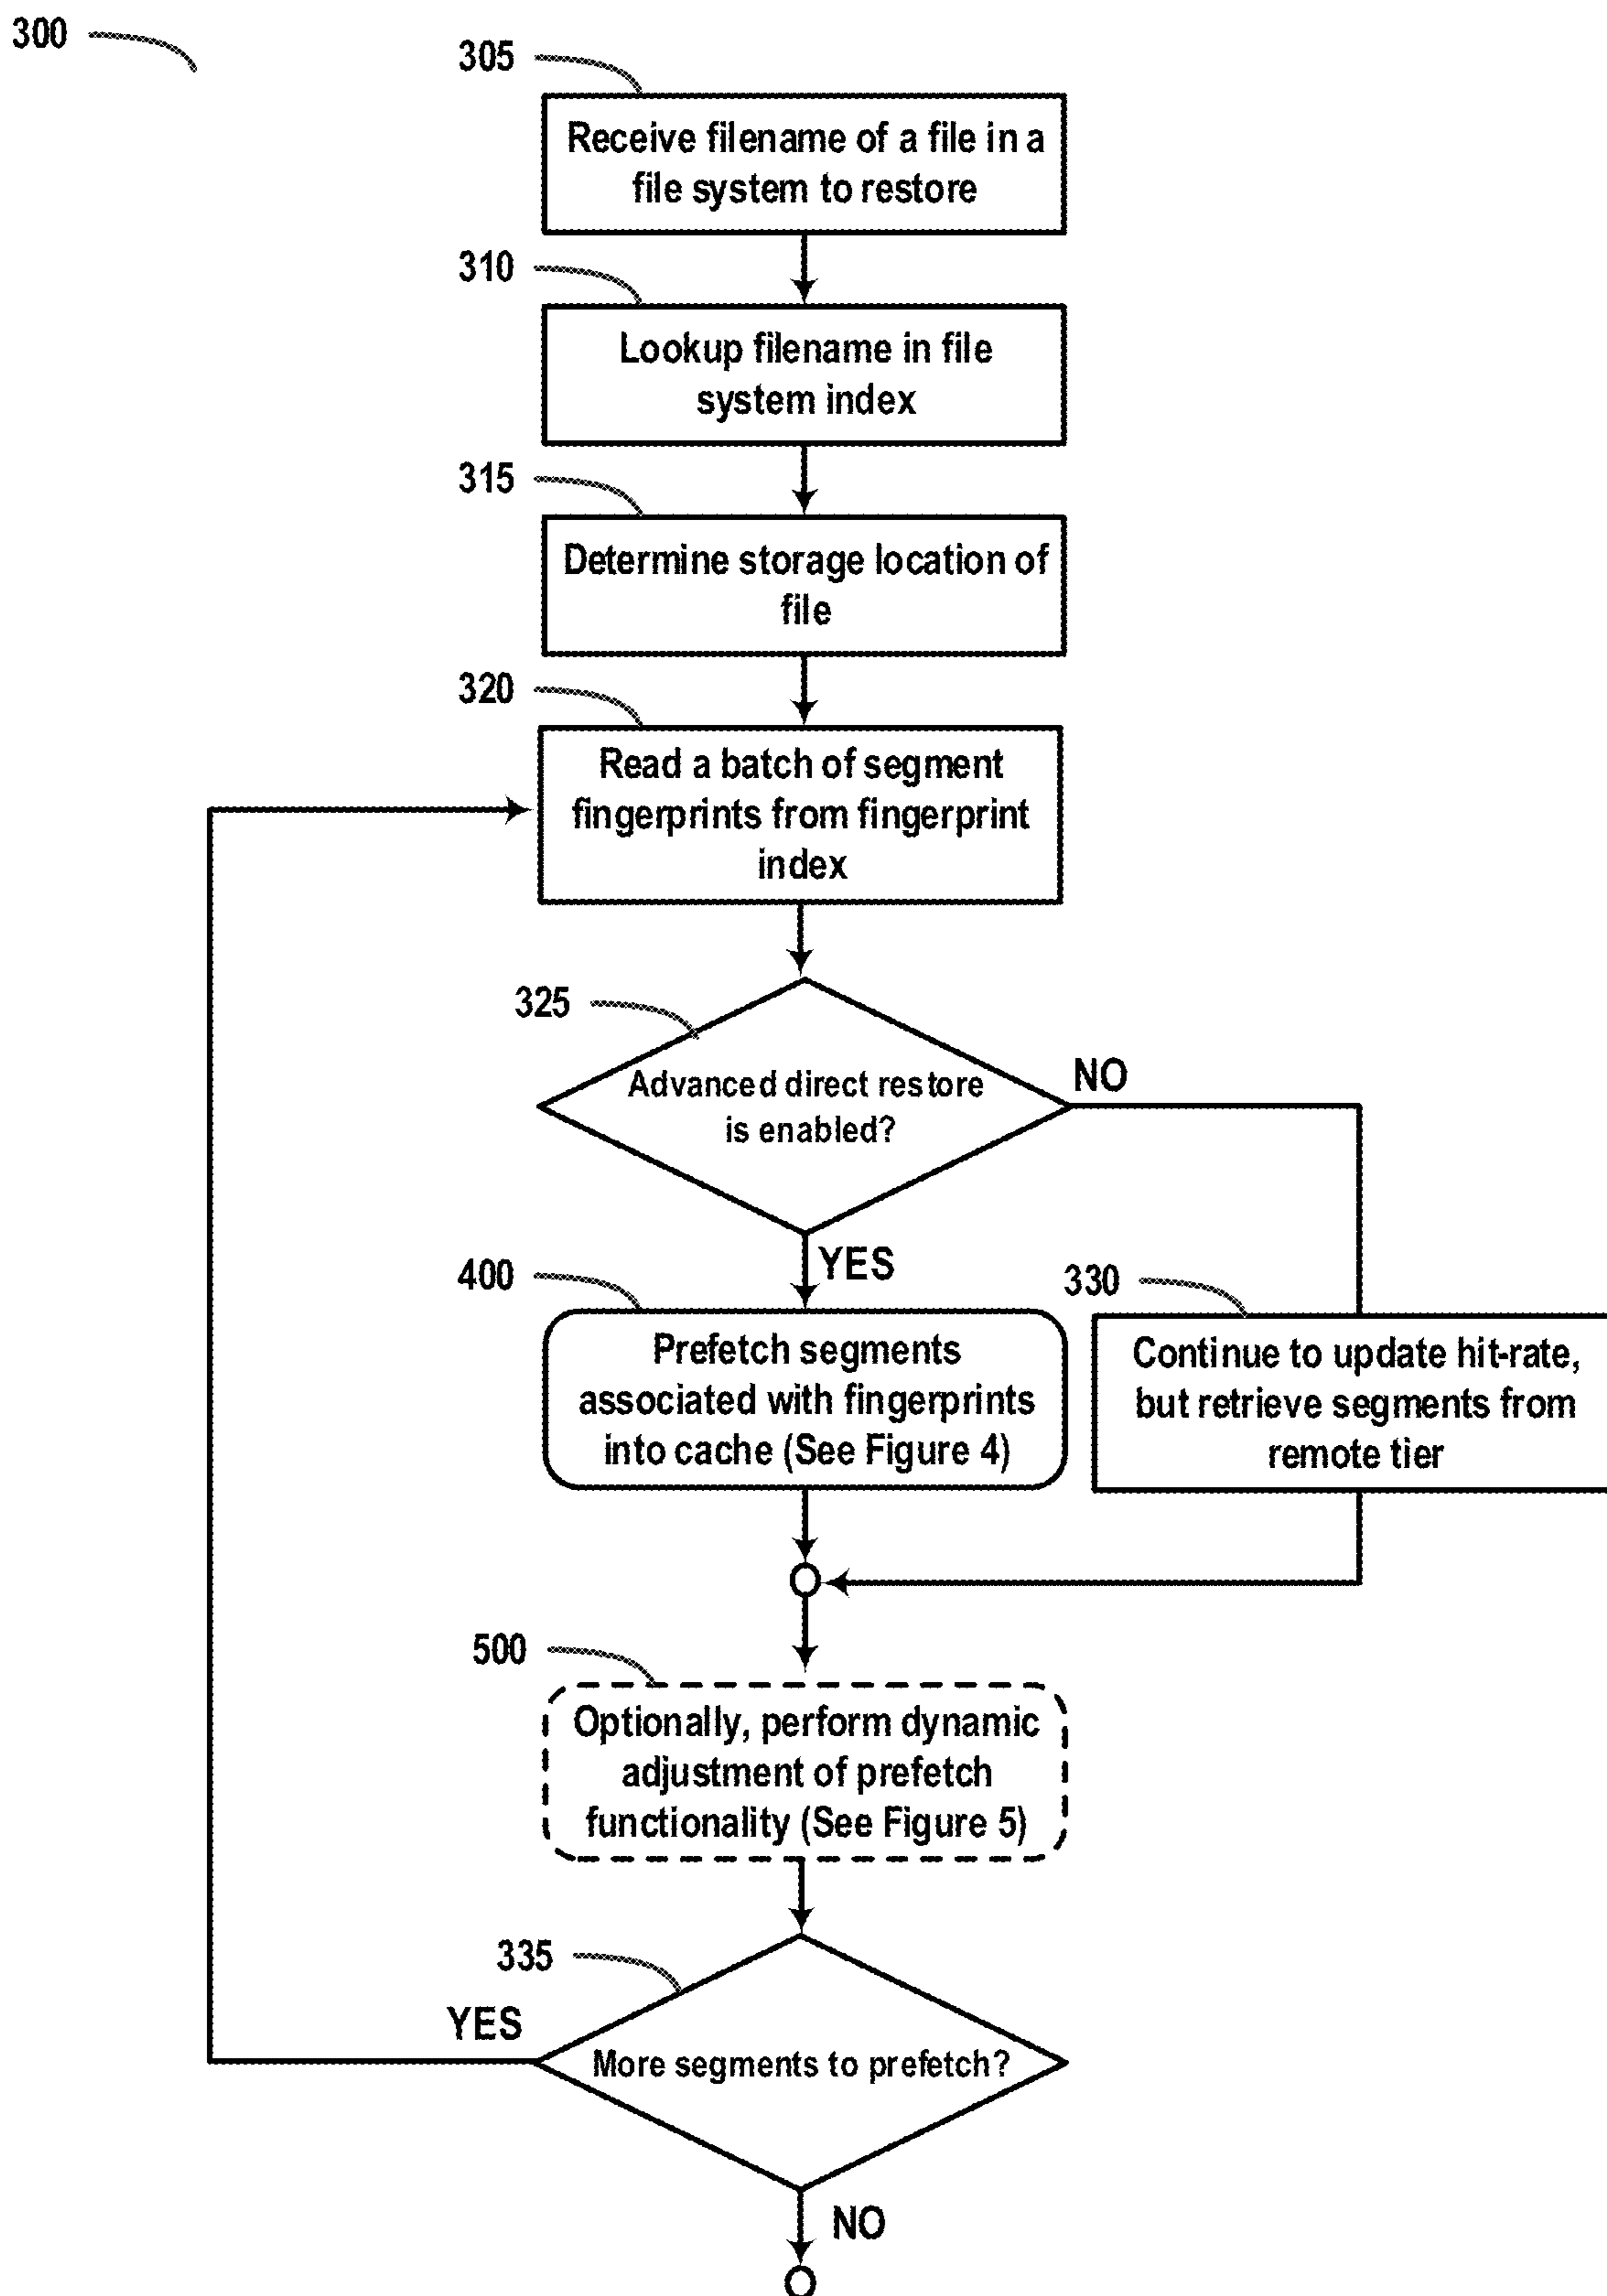 300
305
Receive filename of a file in a
file system to restore
310
Lookup filename in file
system index
315
Determine storage location of
file
320
Read a batch of segment
fingerprints from fingerprint
index
325
Advanced direct restore
is enabled?
NO
YES
400
Prefetch segments
associated with fingerprints
into cache (See Figure 4)
330
Continue to update hit-rate,
but retrieve segments from
remote tier
500
Optionally, perform dynamic
adjustment of prefetch
functionality (See Figure 5)
335
YES
More segments to prefetch?
NO